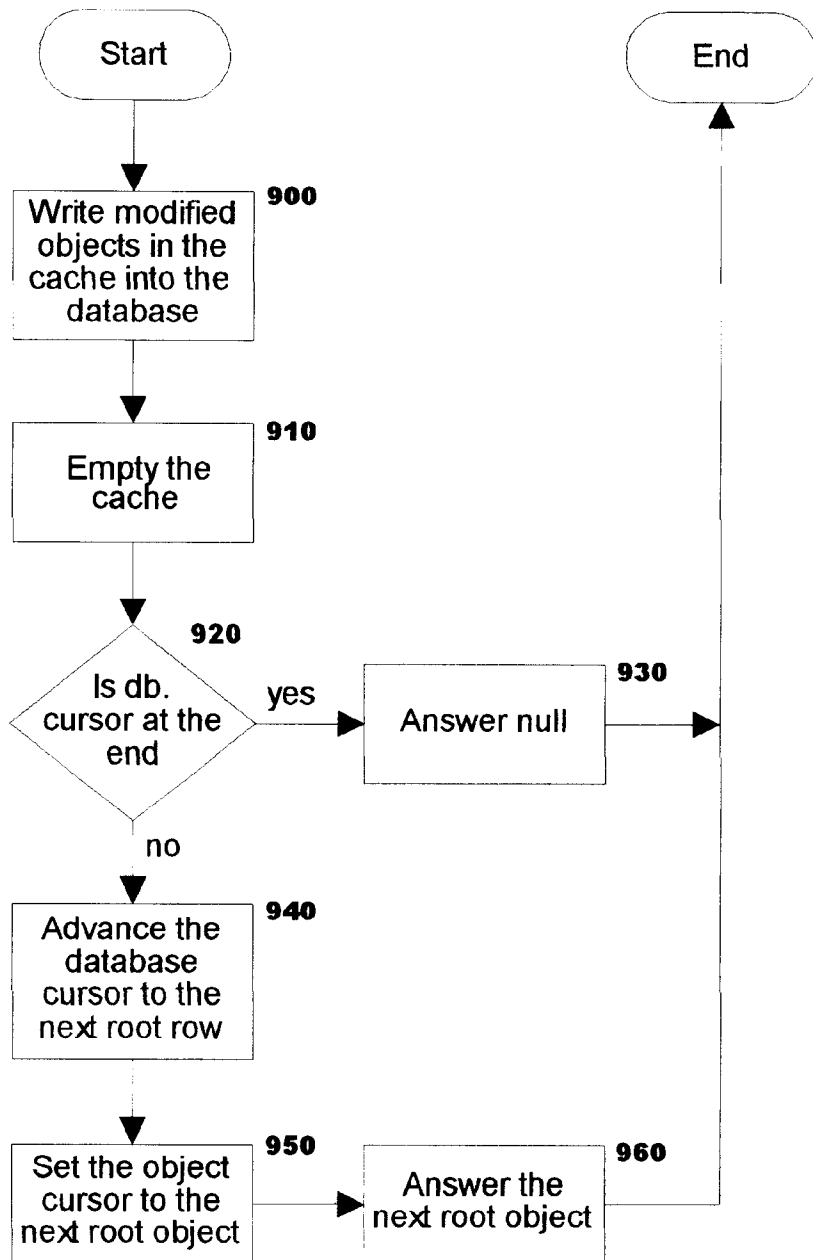 Start
End
900
Write modified
objects in the
cache into the
database
910
Empty the
cache
920
Is db.
cursor at the
end
yes
930
Answer null
no
940
Advance the
database
cursor to the
next root row
950
Set the object
cursor to the
next root object
960
Answer the
next root object